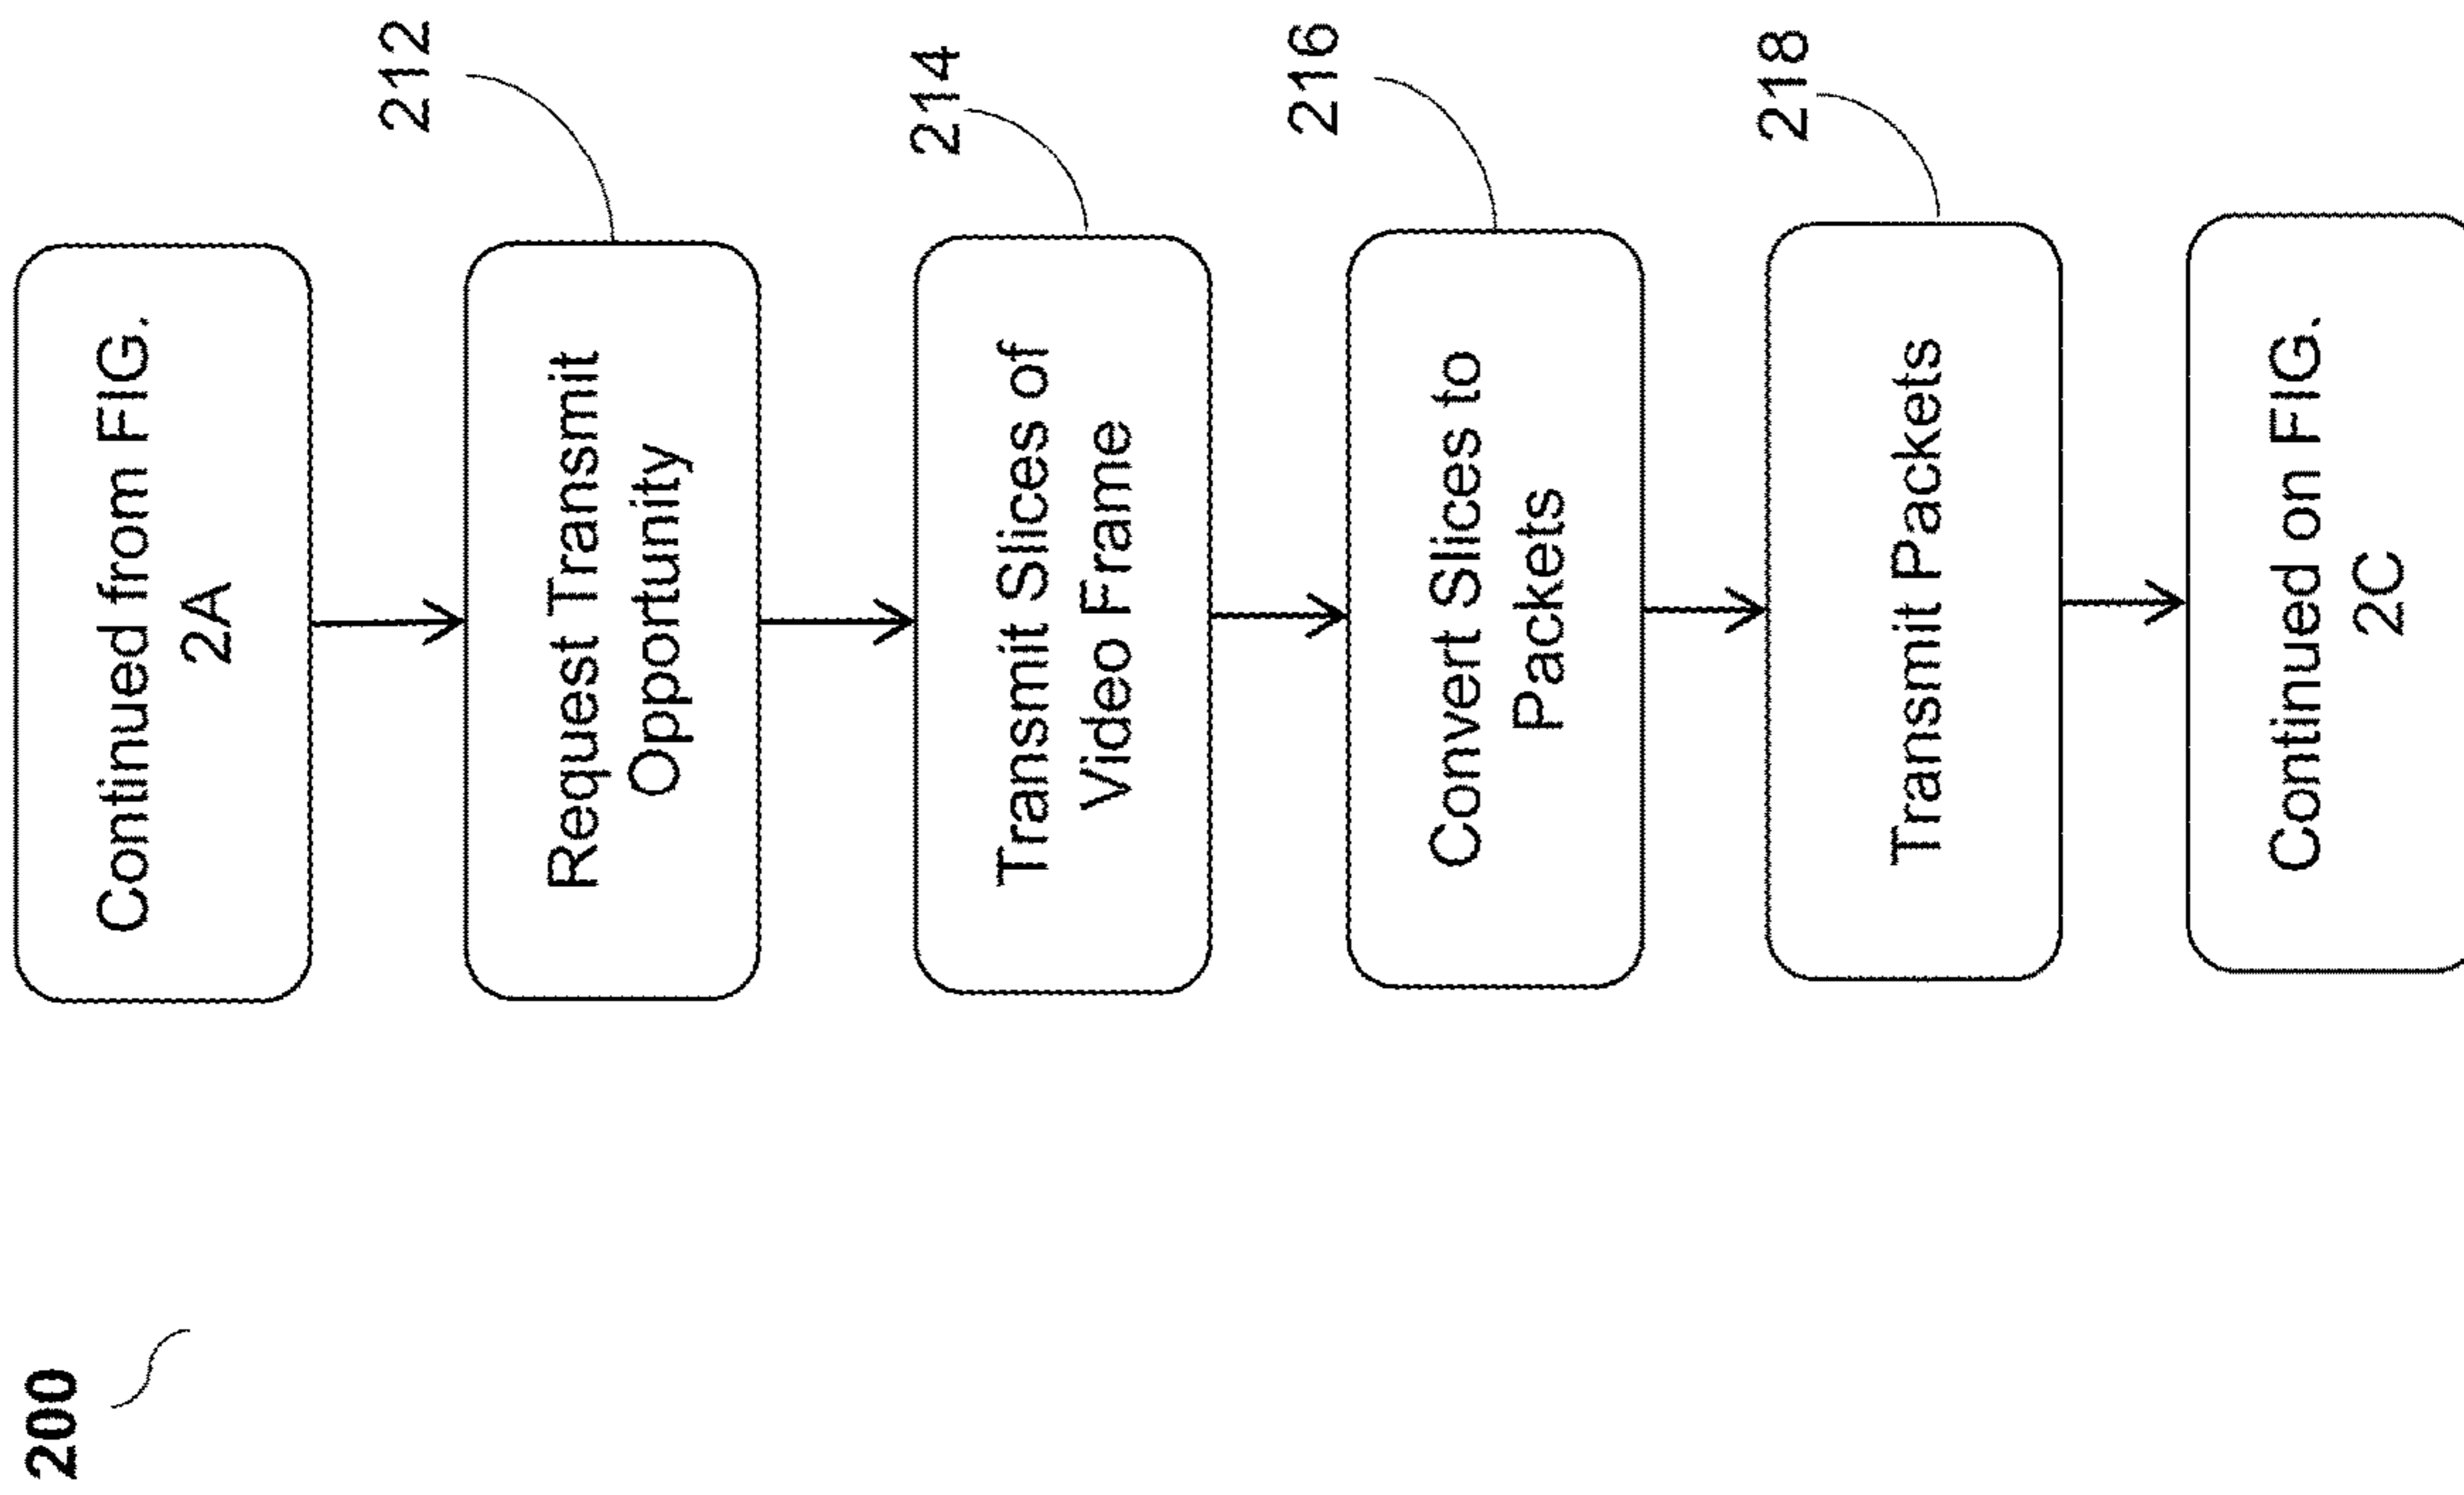 200
Continued from FIG.
2A
212
Request Transmit
Opportunity
214
Transmit Slices of
Video Frame
216
Convert Slices to
Packets
218
Transmit Packets
Continued on FIG.
2C